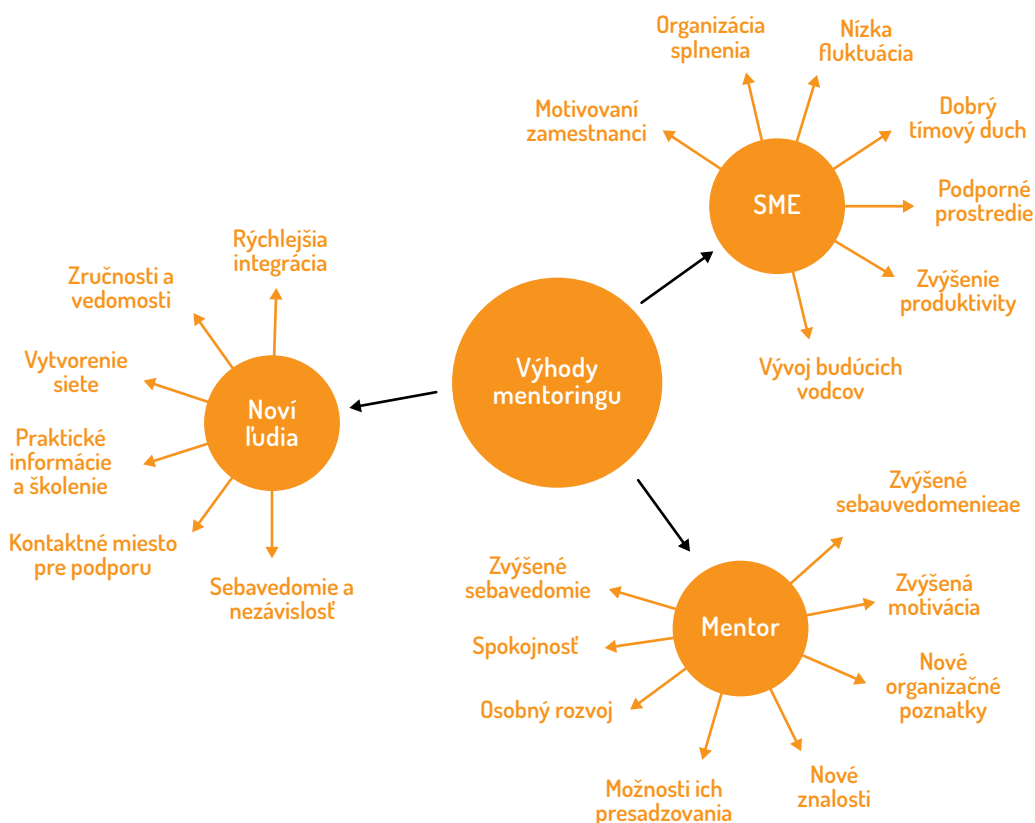 Organizácia
splnenia
Nízka
fluktuácia
Motivovaní
zamestnanci
Dobrý
tímový duch
SME
Podporné
prostredie
Zvýšenie
produktivity
Vývoj budúcich
vodcov
Výhody
mentoringu
Rýchlejšia
integrácia
Zručnosti a
vedomosti
Vytvorenie
siete
Noví
ľudia
Praktické
informácie
a školenie
Kontaktné miesto
pre podporu
Sebavedomie a
nezávislosť
Zvýšené
sebauvedomenieae
Zvýšené
sebavedomie
Zvýšená
motivácia
Mentor
Spokojnosť
Nové
organizačné
poznatky
Osobný rozvoj
Možnosti ich
presadzovania
Nové
znalosti